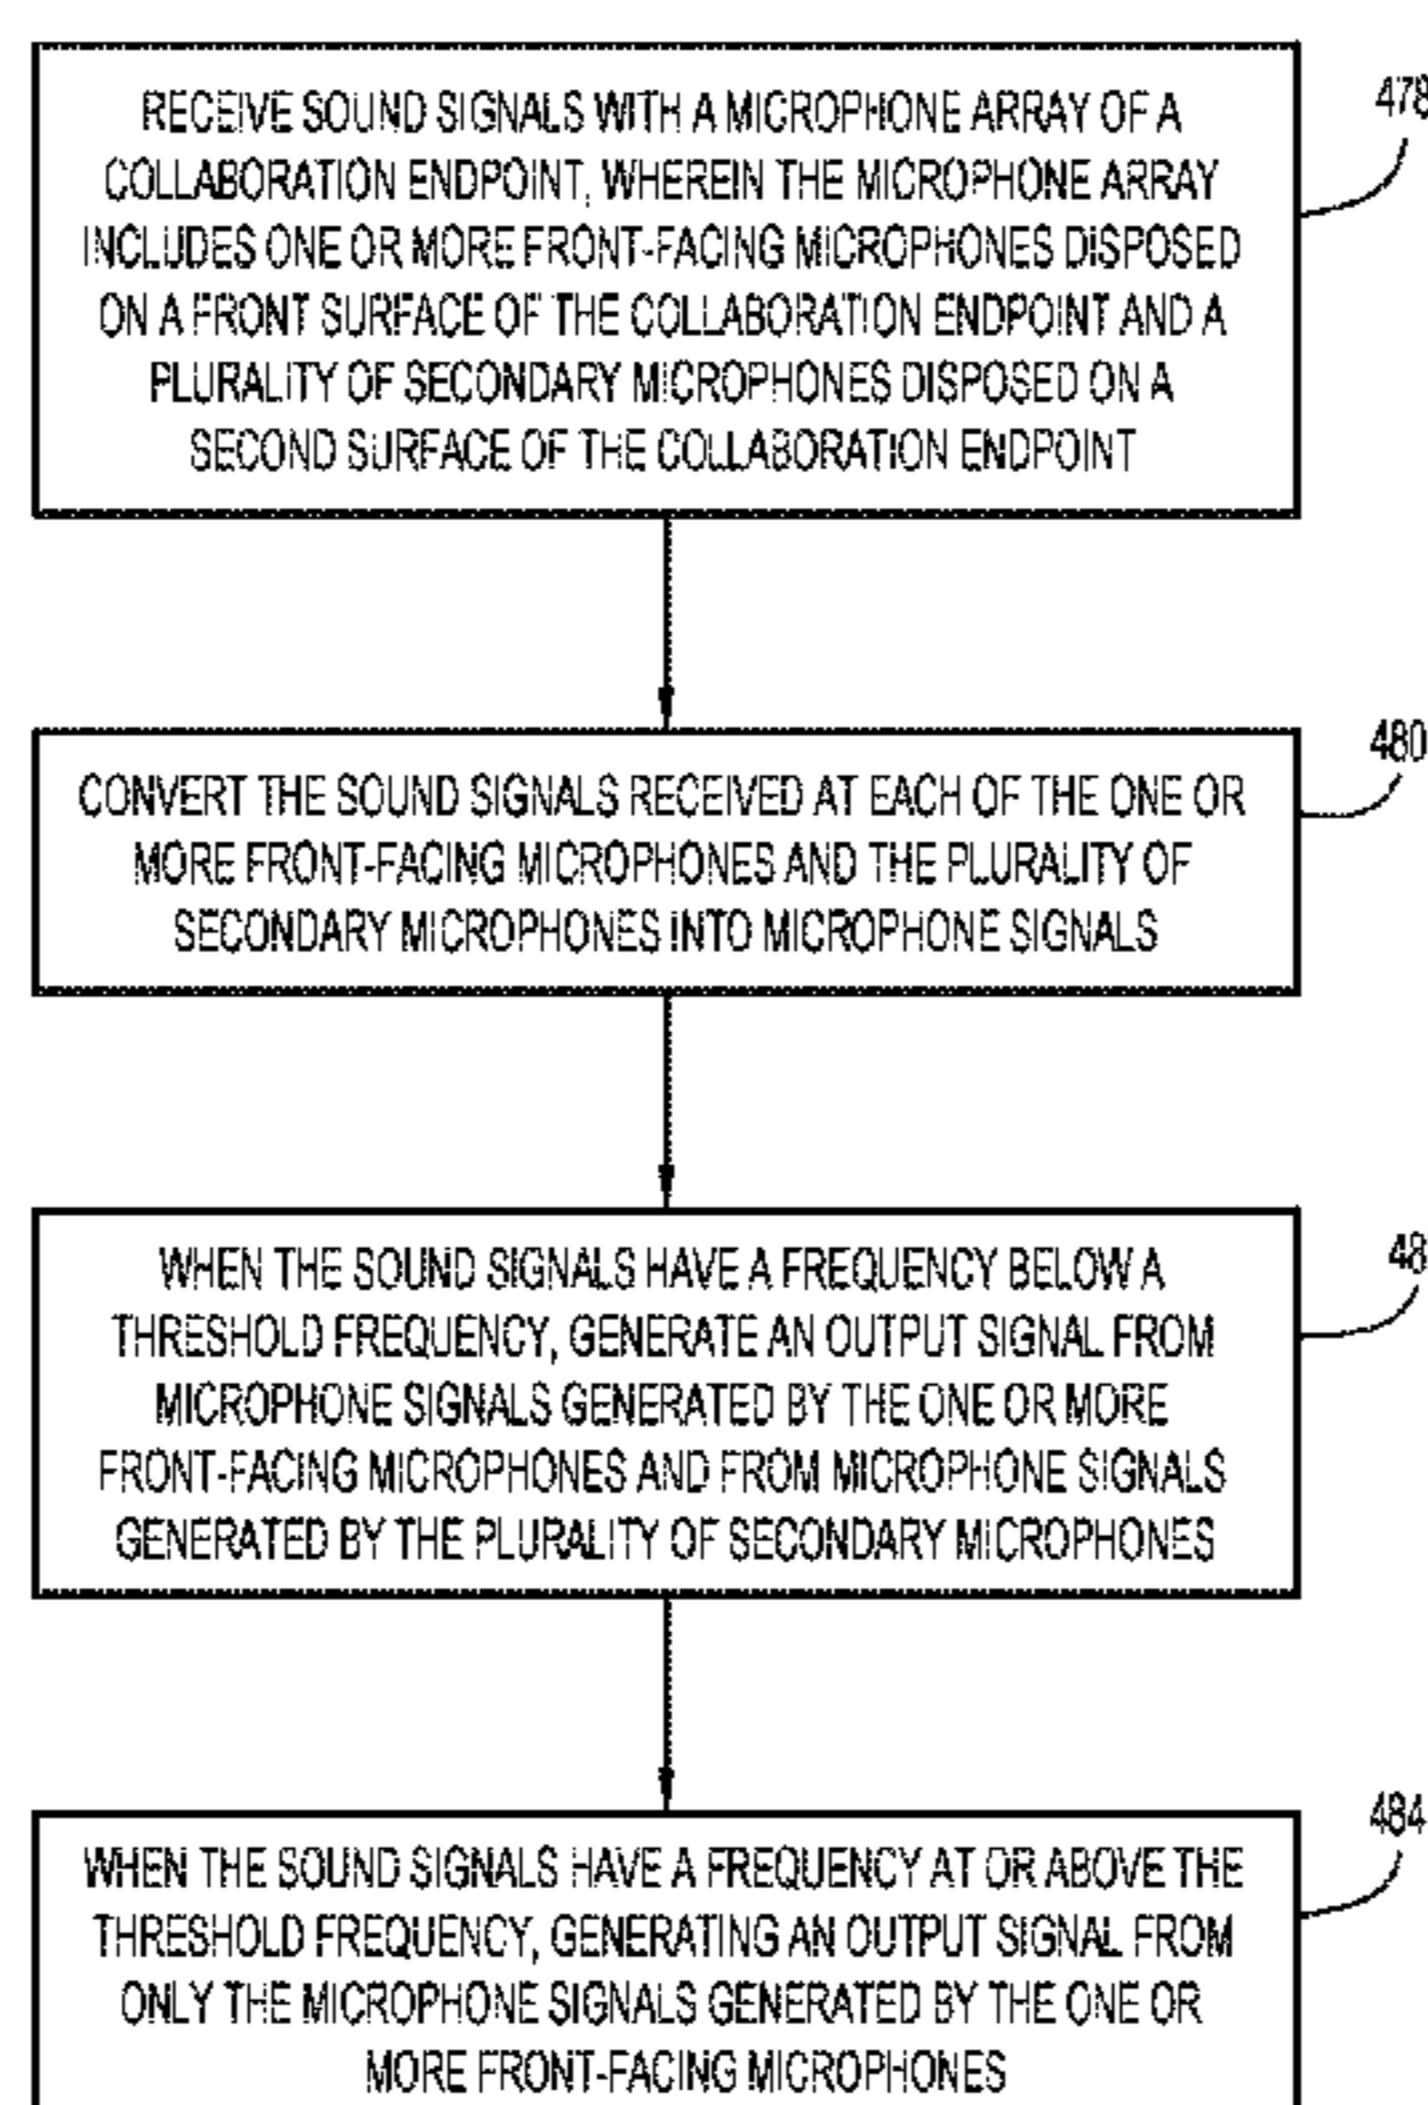 RECEIVE SOUND SIGNALS WITH A MICROPHONE ARRAY OF A
COLLABORATION ENDPOINT, WHEREIN THE MICROPHONE ARRAY
INCLUDES ONE OR MORE FRONT-FACING MICROPHONES DISPOSED
ON A FRONT SURFACE OF THE COLLABORATION ENDPOINT AND A
PLURALITY OF SECONDARY MICROPHONES DISPOSED ON A
SECOND SURFACE OF THE COLLABORATION ENDPOINT
478
CONVERT THE SOUND SIGNALS RECEIVED AT EACH OF THE ONE OR
MORE FRONT-FACING MICROPHONES AND THE PLURALITY OF
SECONDARY MICROPHONES INTO MICROPHONE SIGNALS
480
WHEN THE SOUND SIGNALS HAVE A FREQUENCY BELOW A
THRESHOLD FREQUENCY, GENERATE AN OUTPUT SIGNAL FROM
MICROPHONE SIGNALS GENERATED BY THE ONE OR MORE
FRONT-FACING MICROPHONES AND FROM MICROPHONE SIGNALS
GENERATED BY THE PLURALITY OF SECONDARY MICROPHONES
48
WHEN THE SOUND SIGNALS HAVE A FREQUENCY AT OR ABOVE THE
THRESHOLD FREQUENCY, GENERATING AN OUTPUT SIGNAL FROM
ONLY THE MICROPHONE SIGNALS GENERATED BY THE ONE OR
MORE FRONT-FACING MICROPHONES
484